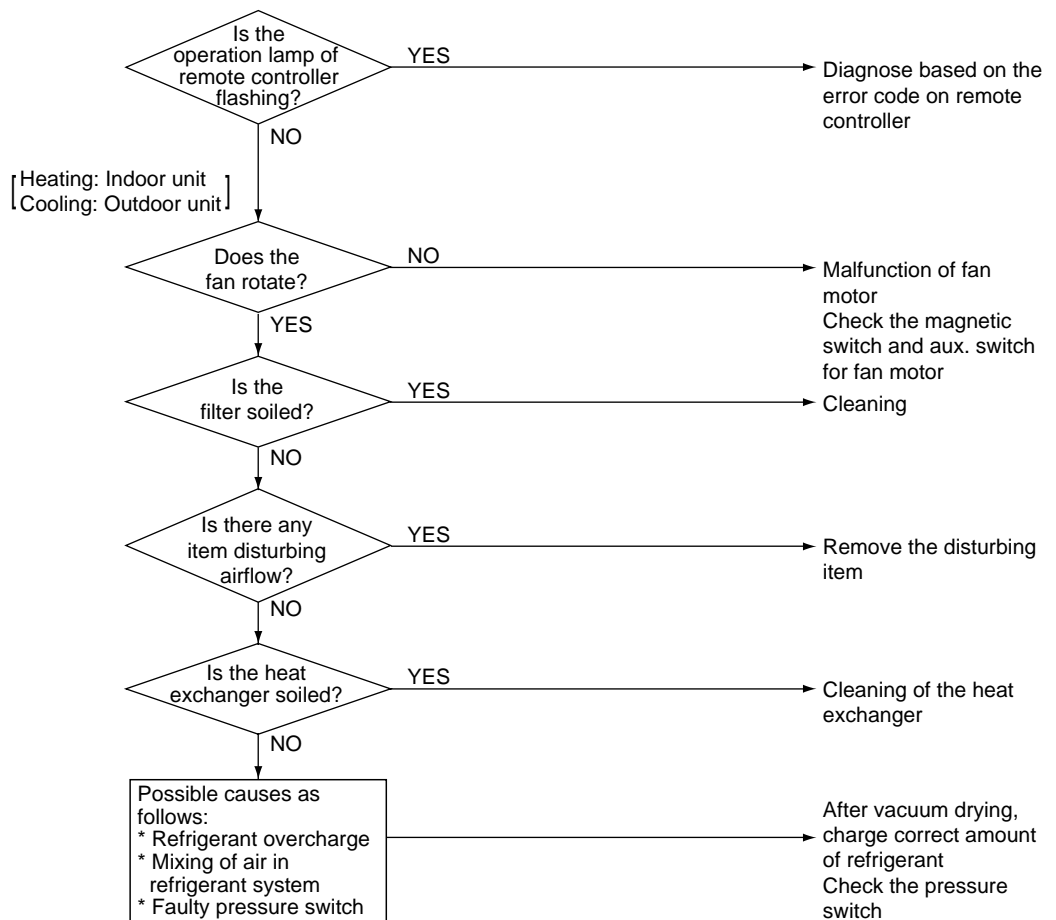 Is the
operation lamp of
remote controller
flashing?
YES
Diagnose based on the
error code on remote
controller
NO
[Heating: Indoor unit
Cooling: Outdoor unit]
Does the
fan rotate?
NO
Malfunction of fan
motor
Check the magnetic
switch and aux. switch
for fan motor
YES
Is the
filter soiled?
YES
Cleaning
NO
Is there any
item disturbing
airflow?
YES
Remove the disturbing
item
NO
Is the heat
exchanger soiled?
YES
Cleaning of the heat
exchanger
NO
Possible causes as
follows:
* Refrigerant overcharge
* Mixing of air in
refrigerant system
* Faulty pressure switch
After vacuum drying,
charge correct amount
of refrigerant
Check the pressure
switch